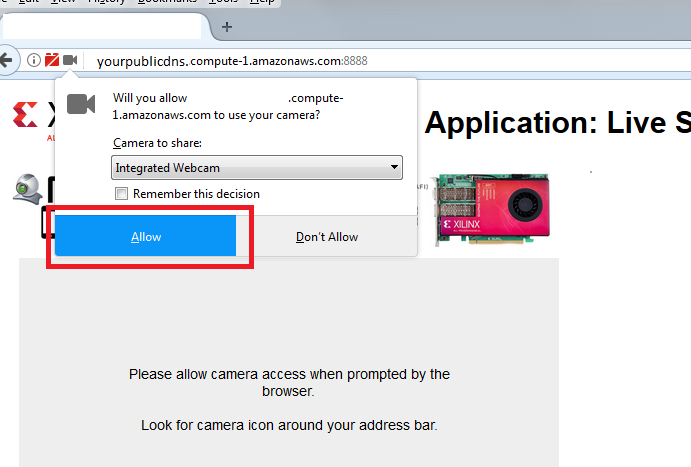 Edit View History Bookmarks Tools Help
yourpublicdns.compute-1.amazonaws.com:8888
Will you allow .compute-
1.amazonaws.com to use your camera?
Camera to share:
Integrated Webcam
Remember this decision
Allow
Don't Allow
Application: Live S
AFI)
XILINX
Please allow camera access when prompted by the
browser.
Look for camera icon around your address bar.